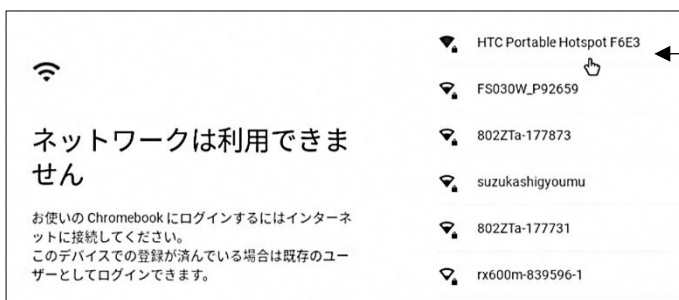 ネットワークは利用できま
せん
お使いの Chromebook にログインするにはインターネ
ットに接続してください。
このデバイスでの登録が済んでいる場合は既存のユー
ザーとしてログインできます。
HTC Portable Hotspot F6E3
FS030W_P92659
802ZTa-177873
suzukashigyoumu
802ZTa-177731
rx600m-839596-1